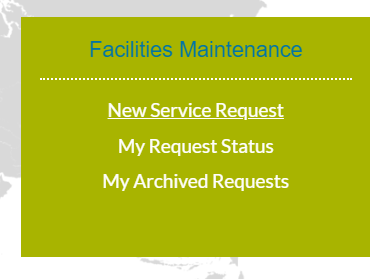 Facilities Maintenance
New Service Request
My Request Status
My Archived Requests